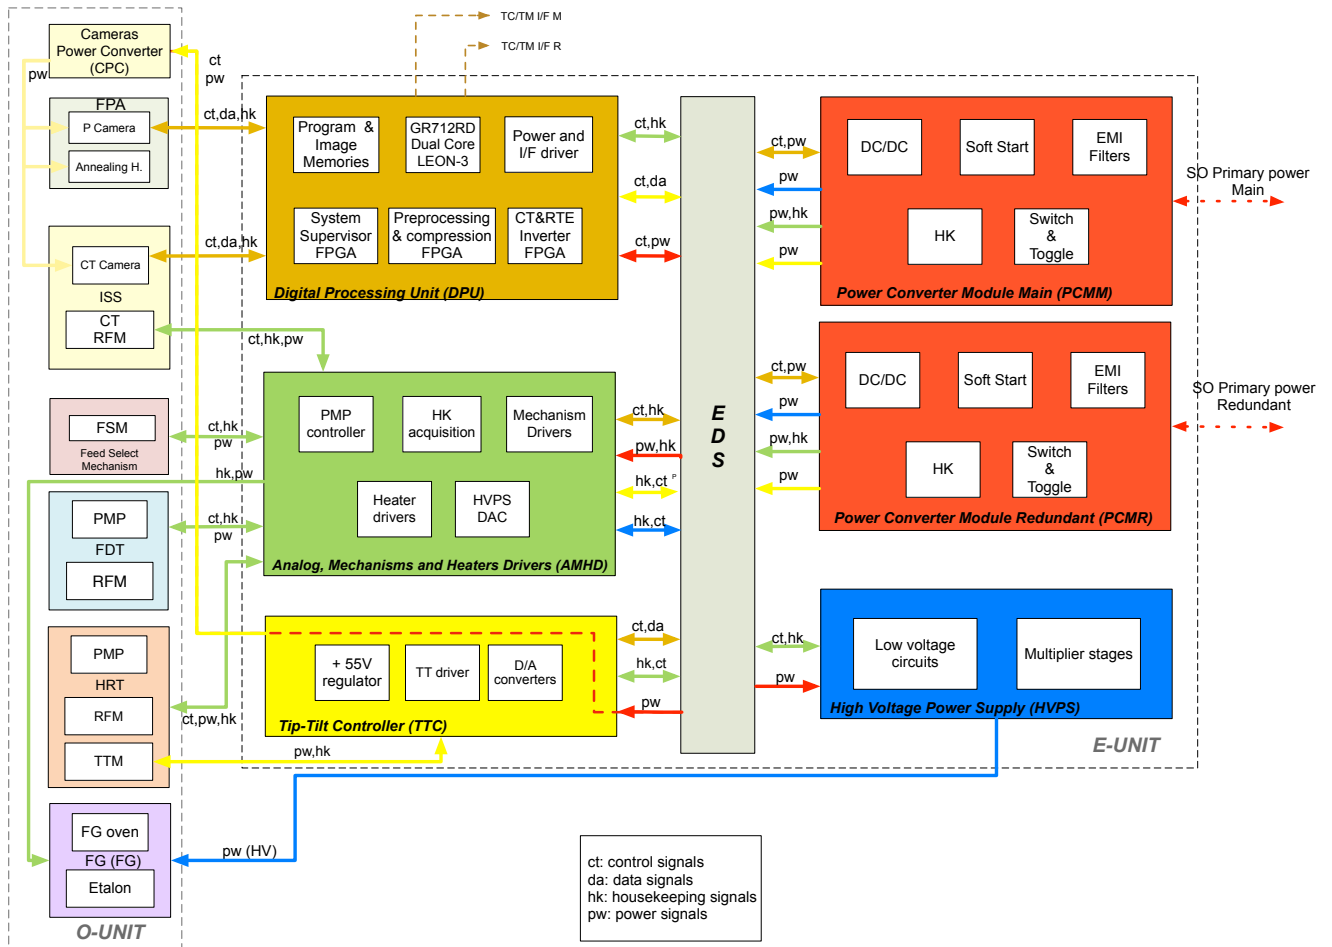 TC/TM I/F M
TC/TM I/F R
Cameras
Power Converter
(CPC)
pw
ct
pw
FPA
P Camera
Annealing H.
ct,da,hk
CT Camera
ISS
CT
RFM
ct,da,hk
ct,hk,pw
FSM
Feed Select
Mechanism
ct,hk
pw
hk,pw
PMP
FDT
RFM
ct,hk
pw
PMP
HRT
RFM
TTM
ct,pw,hk
pw,hk
FG oven
FG (FG)
Etalon
pw (HV)
O-UNIT
Program &
Image
Memories
GR712RD
Dual Core
LEON-3
Power and
I/F driver
System
Supervisor
FPGA
Preprocessing
& compression
FPGA
CT&RTE
Inverter
FPGA
Digital Processing Unit (DPU)
ct,hk
ct,da
ct,pw
PMP
controller
HK
acquisition
Mechanism
Drivers
Heater
drivers
HVPS
DAC
Analog, Mechanisms and Heaters Drivers (AMHD)
ct,hk
pw,hk
hk,ct P
hk,ct
+ 55V
regulator
TT driver
D/A
converters
Tip-Tilt Controller (TTC)
ct,da
hk,ct
pw
E
D
S
ct,pw
pw
pw,hk
pw
DC/DC
Soft Start
EMI
Filters
HK
Switch
&
Toggle
Power Converter Module Main (PCMM)
SO Primary power
Main
ct,pw
pw
pw,hk
pw
DC/DC
Soft Start
EMI
Filters
HK
Switch
&
Toggle
Power Converter Module Redundant (PCMR)
SO Primary power
Redundant
ct,hk
pw
Low voltage
circuits
Multiplier stages
High Voltage Power Supply (HVPS)
E-UNIT
ct: control signals
da: data signals
hk: housekeeping signals
pw: power signals